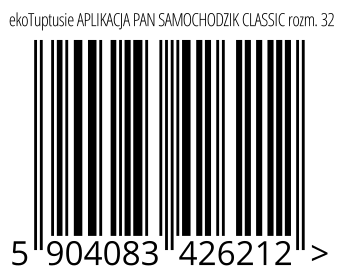 ekoTuptusie APLIKACJA PAN SAMOCHODZIK CLASSIC rozm. 32
5 904083 426212 >